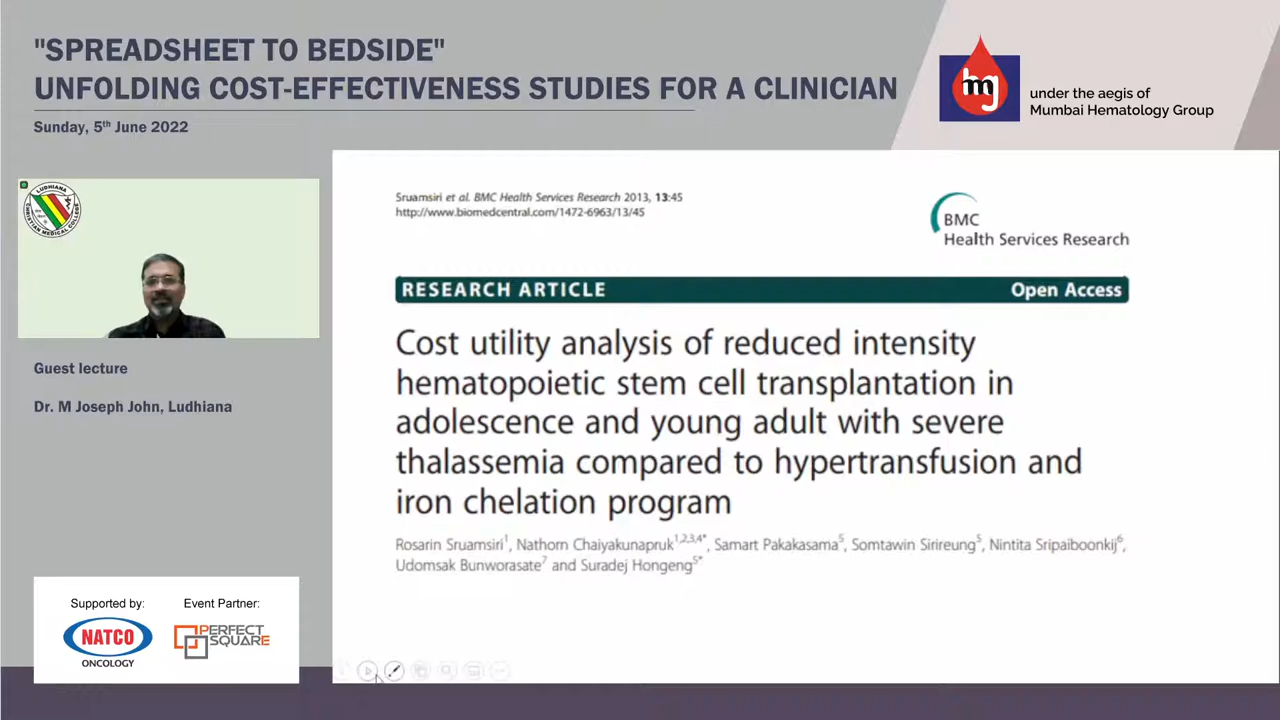 "SPREADSHEET TO BEDSIDE"
UNFOLDING COST-EFFECTIVENESS STUDIES FOR A CLINICIAN
Sunday, 5th June 2022
hmg
under the aegis of
Mumbai Hematology Group
LUDHIANA
CHRISTIAN MEDICAL COLLEGE
Guest lecture
Dr. M Joseph John, Ludhiana
Supported by:
Event Partner:
NATCO
ONCOLOGY
PERFECT
SQUARE
Sruamsiri et al. BMC Health Services Research 2013, 13:45
http://www.biomedcentral.com/1472-6963/13/45
BMC
Health Services Research
RESEARCH ARTICLE
Open Access
Cost utility analysis of reduced intensity
hematopoietic stem cell transplantation in
adolescence and young adult with severe
thalassemia compared to hypertransfusion and
iron chelation program
Rosarin Sruamsiri1, Nathorn Chaiyakunapruk1,2,3,4*, Samart Pakakasama5, Somtawin Sirireung5, Nintita Sripaiboonkij6,
Udomsak Bunworasate7 and Suradej Hongeng5*